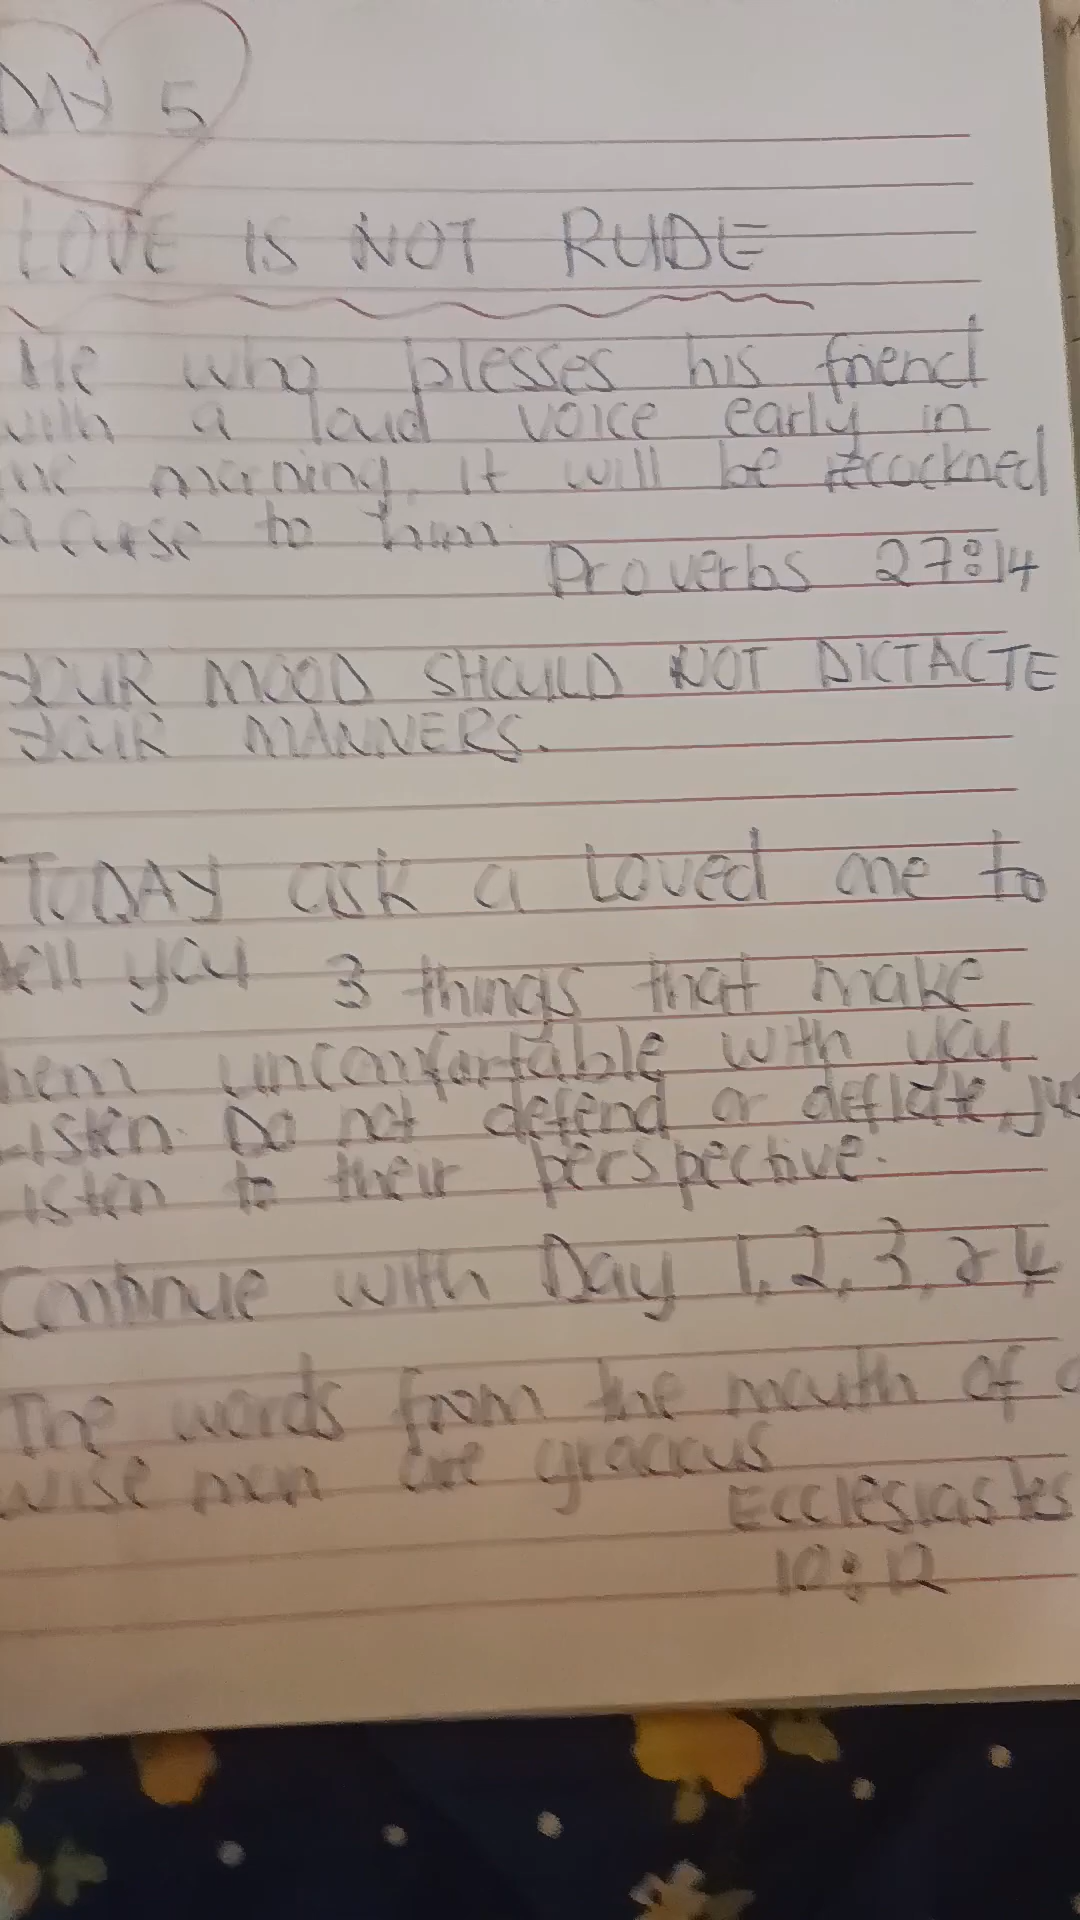 DAY 5
LOVE IS NOT RUDE
He who blesses his friend
with a loud voice early in
the morning, it will be reackned
a curse to him
Proverbs 27:14
YOUR MOOD SHOULD NOT DICTACTE
YOUR MANNERS.
TODAY ask a loved one to
tell you 3 things that make
them unconfortable with you
Listen. Do not defend or deflate, jus
Listen to their perspective.
Continue with Day 1, 2, 3, & 4
The words from the mouth of a
wise man are gracious
Ecclesiastes
10:12